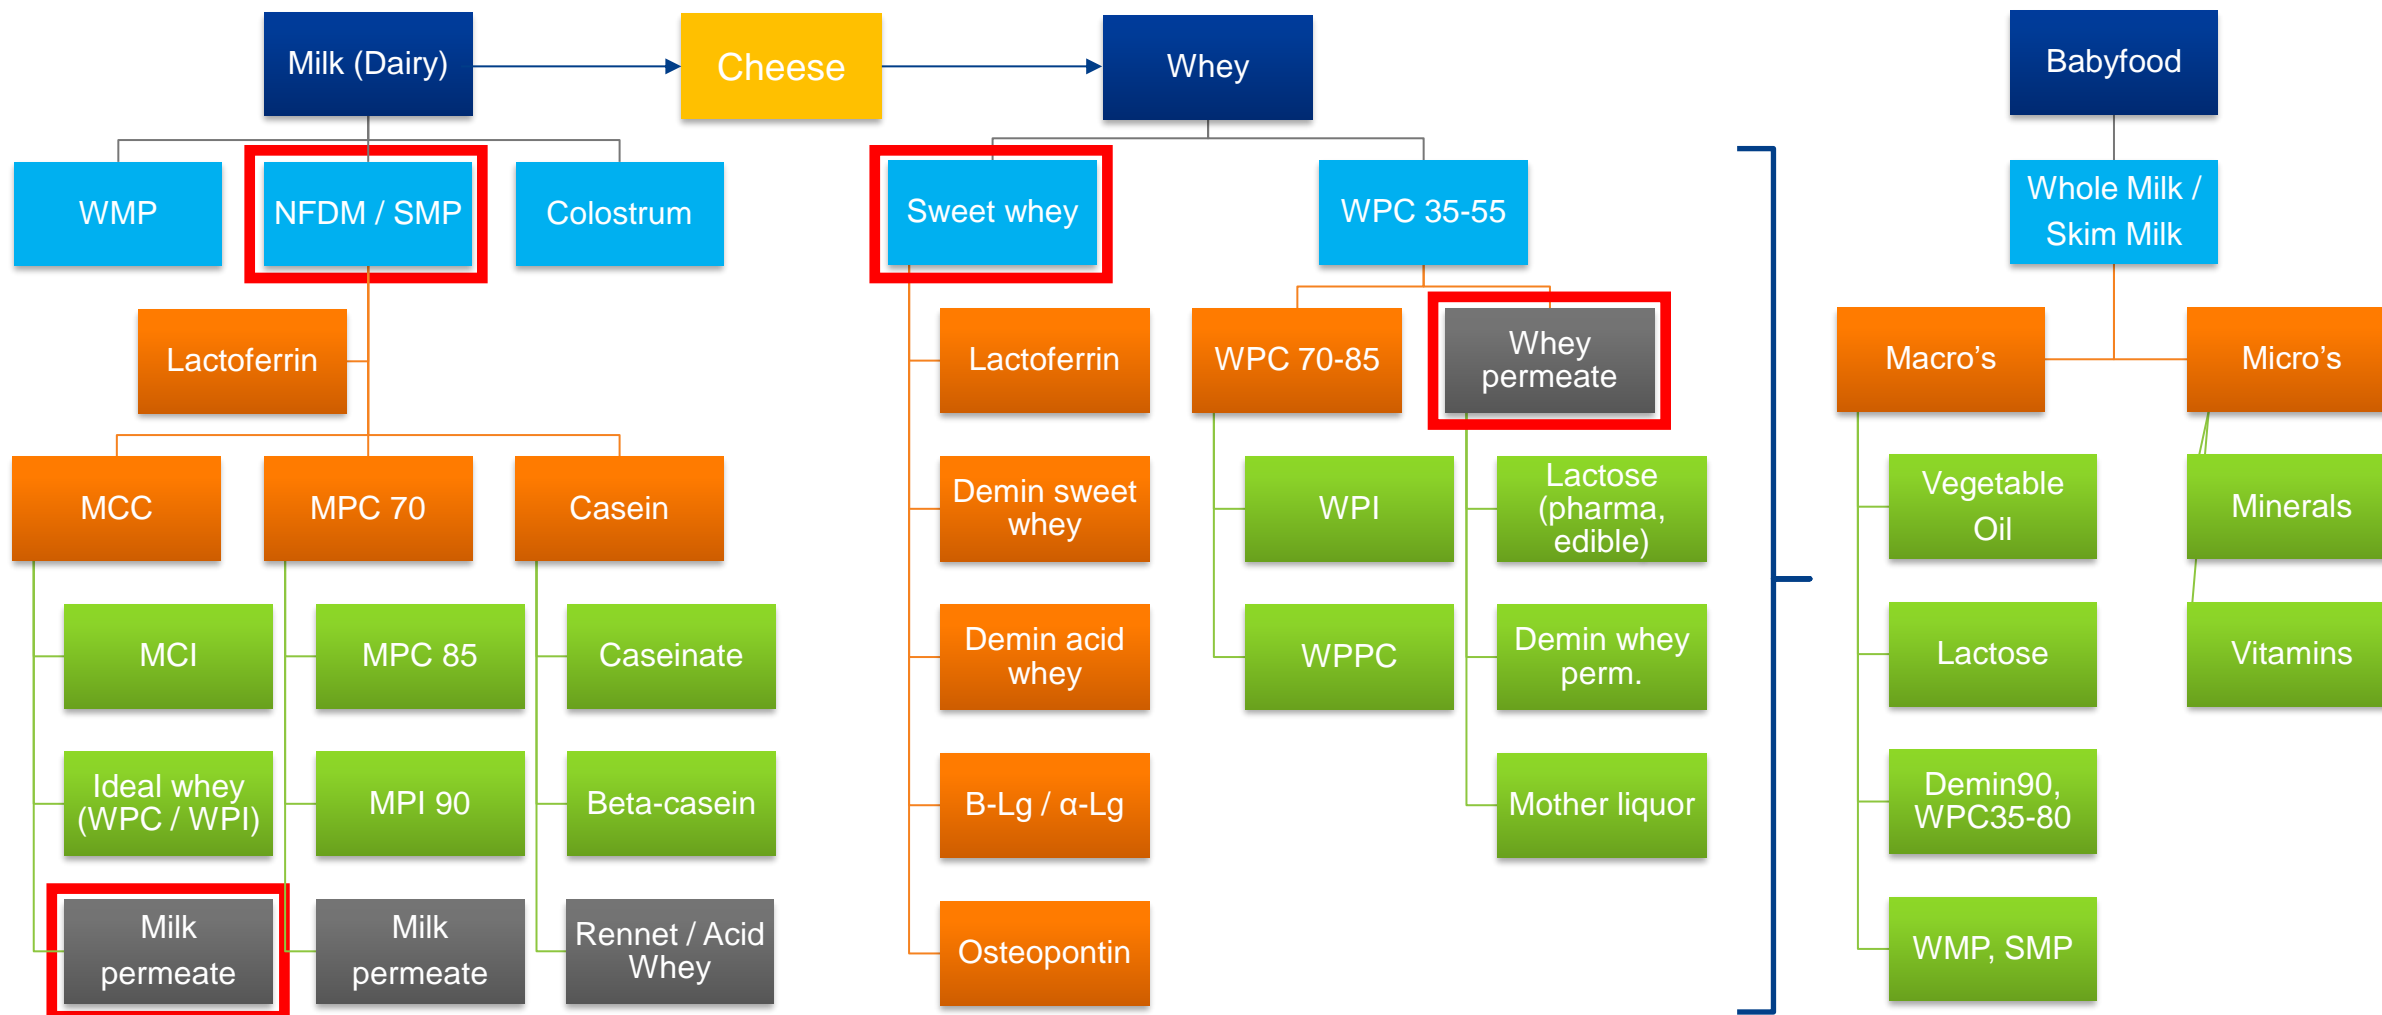 Milk (Dairy)
Cheese
Whey
Babyfood
WMP
NFDM / SMP
Colostrum
Sweet whey
WPC 35-55
Whole Milk /
Skim Milk
Lactoferrin
Lactoferrin
WPC 70-85
Whey
permeate
Macro’s
Micro’s
MCC
MPC 70
Casein
Demin sweet
whey
WPI
Lactose
(pharma,
edible)
Vegetable
Oil
Minerals
MCI
MPC 85
Caseinate
Demin acid
whey
WPPC
Demin whey
perm.
Lactose
Vitamins
Ideal whey
(WPC / WPI)
MPI 90
Beta-casein
B-Lg / α-Lg
Mother liquor
Demin90,
WPC35-80
Milk
permeate
Milk
permeate
Rennet / Acid
Whey
Osteopontin
WMP, SMP